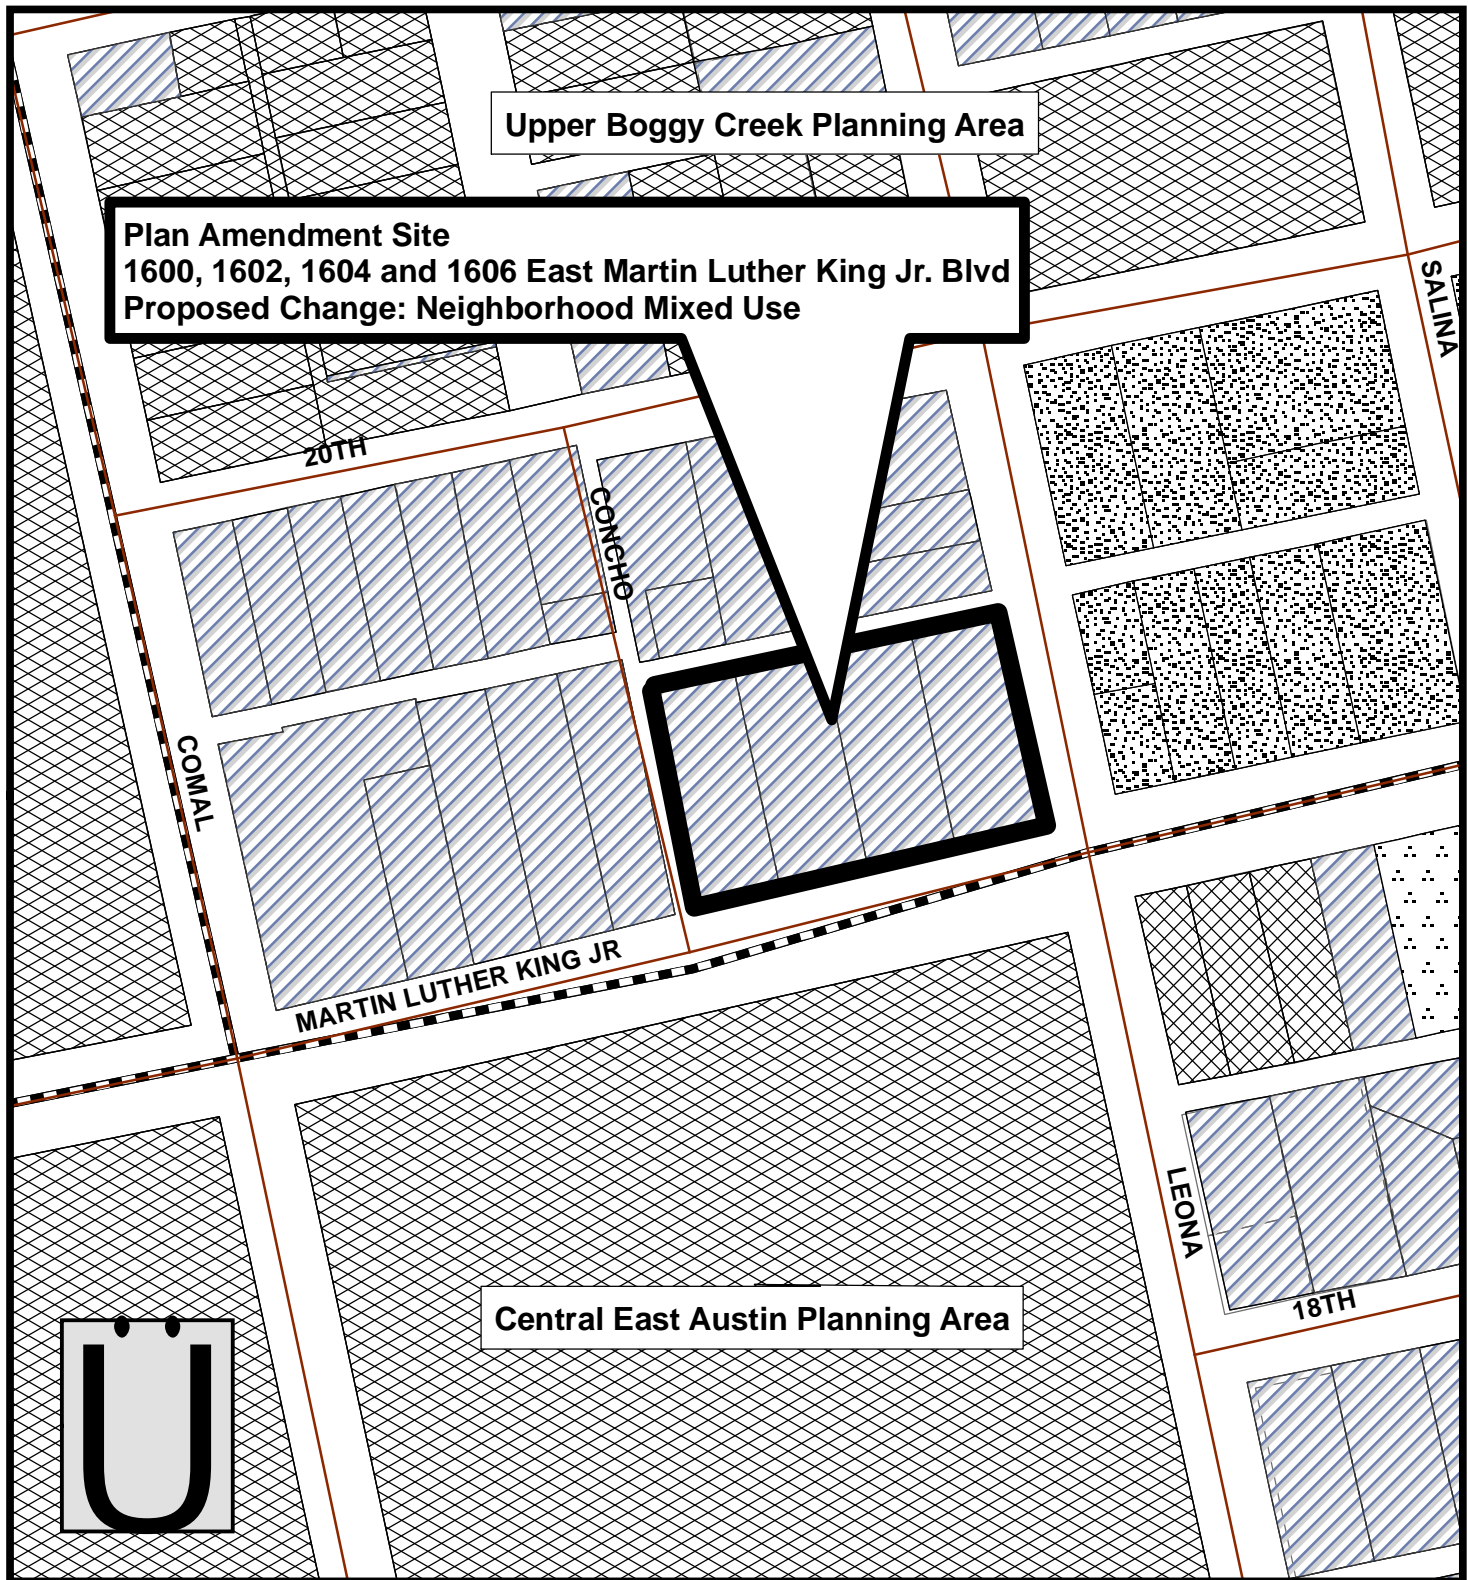 Upper Boggy Creek Planning Area
Plan Amendment Site
1600, 1602, 1604 and 1606 East Martin Luther King Jr. Blvd
Proposed Change: Neighborhood Mixed Use
SALINA
20TH
CONCHO
COMAL
MARTIN LUTHER KING JR
LEONA
18TH
Central East Austin Planning Area
Ü